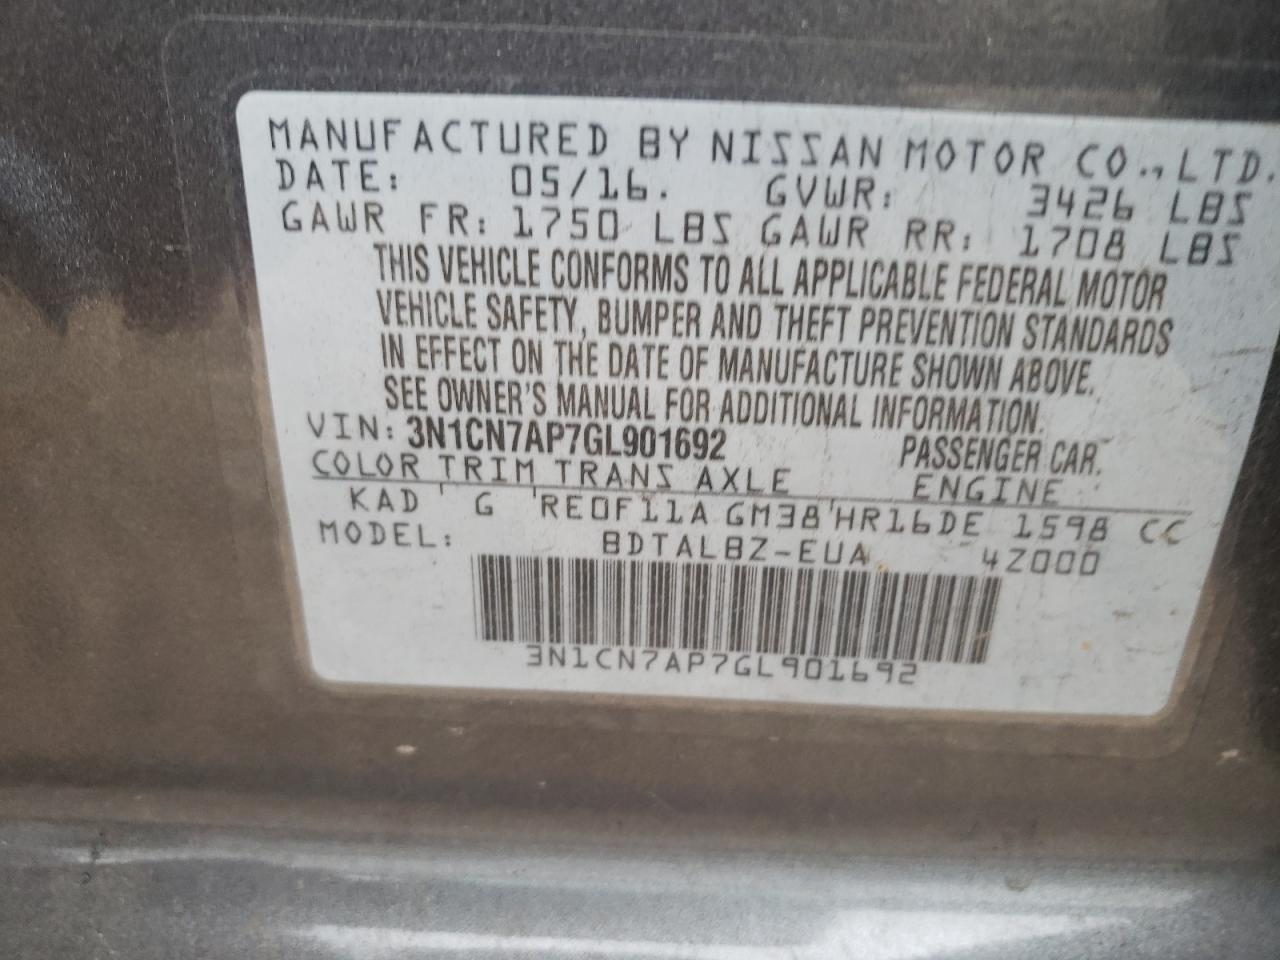 MANUFACTURED BY NISSAN MOTOR CO.,LTD.
DATE: 05/16. GVWR: 3426 LBS
GAWR FR: 1750 LBS GAWR RR: 1708 LBS
THIS VEHICLE CONFORMS TO ALL APPLICABLE FEDERAL MOTOR
VEHICLE SAFETY, BUMPER AND THEFT PREVENTION STANDARDS
IN EFFECT ON THE DATE OF MANUFACTURE SHOWN ABOVE.
SEE OWNER'S MANUAL FOR ADDITIONAL INFORMATION.
VIN: 3N1CN7AP7GL901692 PASSENGER CAR.
COLOR TRIM TRANS AXLE ENGINE
KAD ' G 'RE0F11A GM38'HR16DE 1598 CC
MODEL: BDTALBZ-EUA 4Z000
3N1CN7AP7GL901692